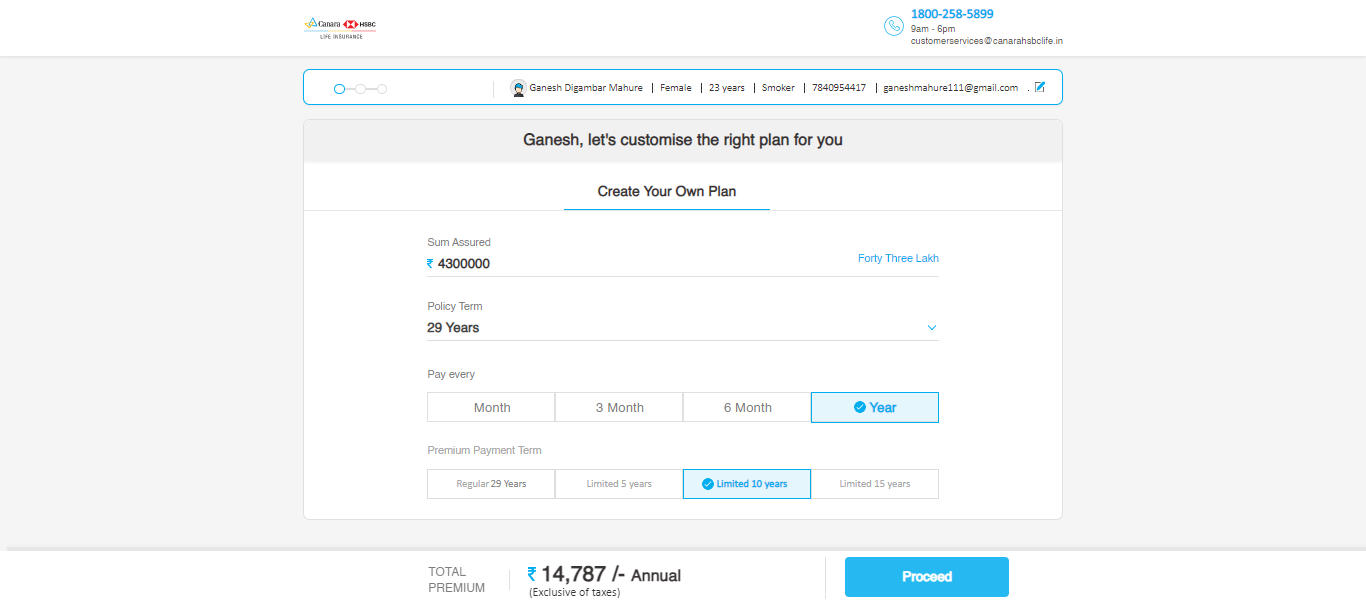 Canara HSBC
LIFE INSURANCE
1800-258-5899
9am - 6pm
customerservices@canarahsbclife.in
Ganesh Digambar Mahure | Female | 23 years | Smoker | 7840954417 | ganeshmahure111@gmail.com .
Ganesh, let's customise the right plan for you
Create Your Own Plan
Sum Assured
₹ 4300000
Forty Three Lakh
Policy Term
29 Years
Pay every
Month 3 Month 6 Month Year
Premium Payment Term
Regular 29 Years Limited 5 years Limited 10 years Limited 15 years
TOTAL
PREMIUM
₹ 14,787 /- Annual
(Exclusive of taxes)
Proceed